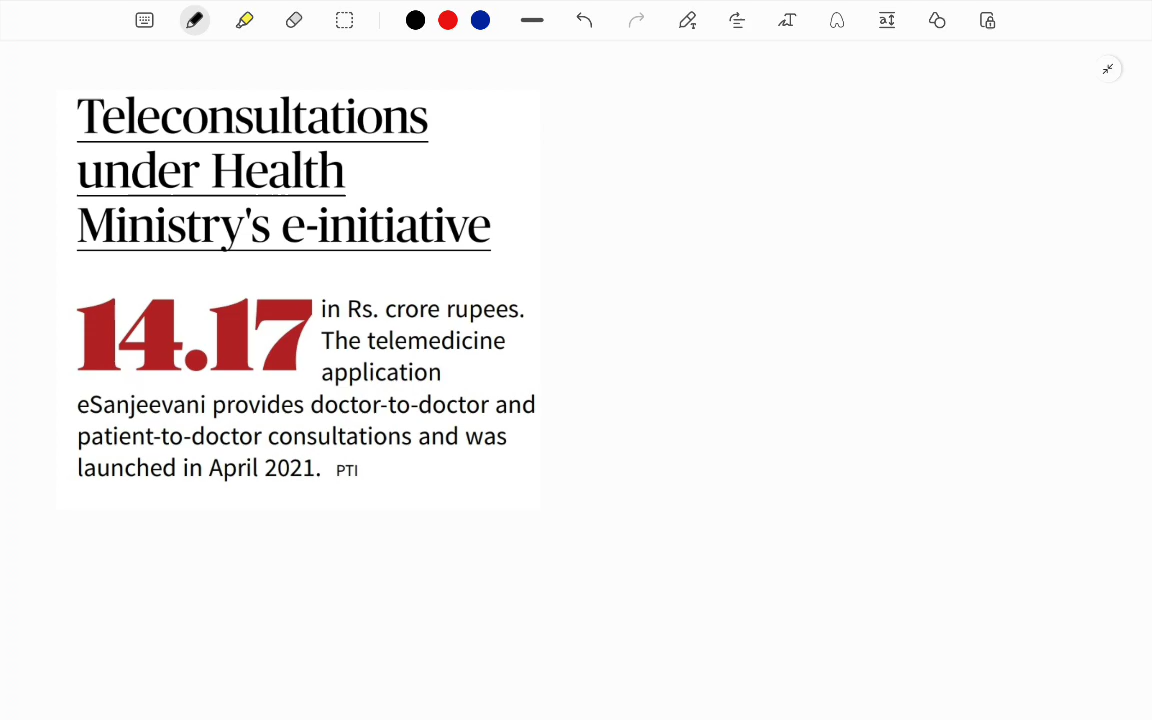 Teleconsultations
under Health
Ministry's e-initiative
14.17 in Rs. crore rupees.
The telemedicine
application
eSanjeevani provides doctor-to-doctor and
patient-to-doctor consultations and was
launched in April 2021. PTI